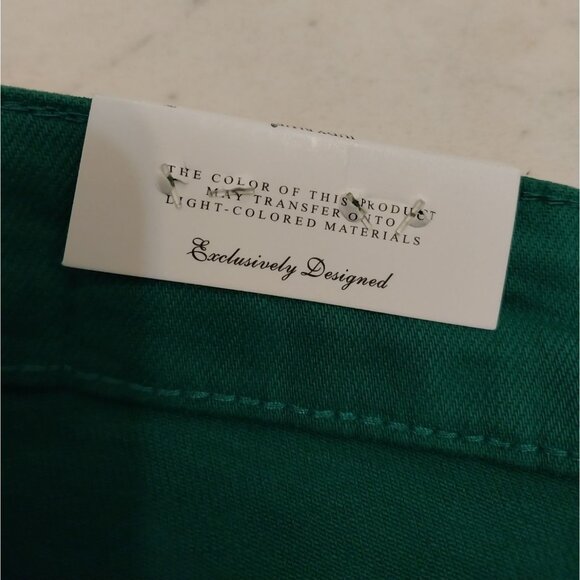 THE COLOR OF THIS PRODUCT
MAY TRANSFER ONTO
LIGHT-COLORED MATERIALS
Exclusively Designed